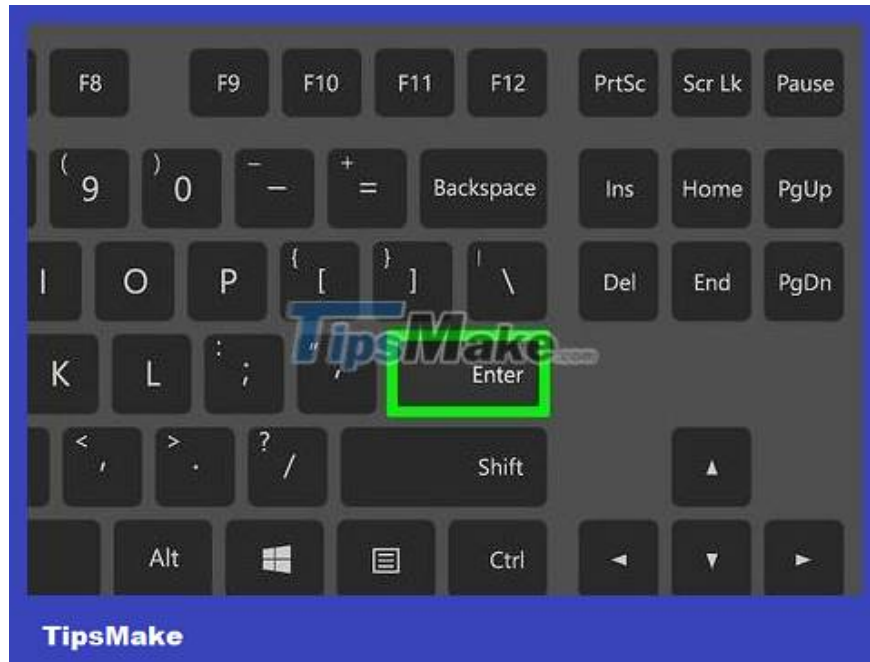 F8 F9 F10 F11 F12 PrtSc Scr Lk Pause
( 9 ) 0 _ - + = Backspace Ins Home PgUp
I O P { [ } ] | \ Del End PgDn
TipsMake.com
K L : ; " ' Enter
< , > . ? / Shift
Alt Ctrl
TipsMake